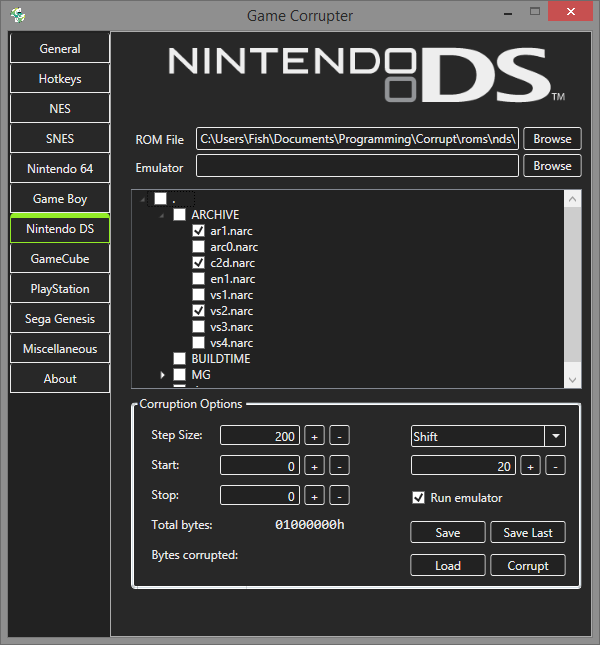 Game Corrupter
General
Hotkeys
NES
SNES
Nintendo 64
Game Boy
Nintendo DS
GameCube
PlayStation
Sega Genesis
Miscellaneous
About
NINTENDO DS TM
ROM File C:\Users\Fish\Documents\Programming\Corrupt\roms\nds\ Browse
Emulator Browse
.
ARCHIVE
ar1.narc
arc0.narc
c2d.narc
en1.narc
vs1.narc
vs2.narc
vs3.narc
vs4.narc
BUILDTIME
MG
Corruption Options
Step Size: 200 + - Shift
Start: 0 + - 20 + -
Stop: 0 + - Run emulator
Total bytes: 01000000h Save Save Last
Bytes corrupted: Load Corrupt